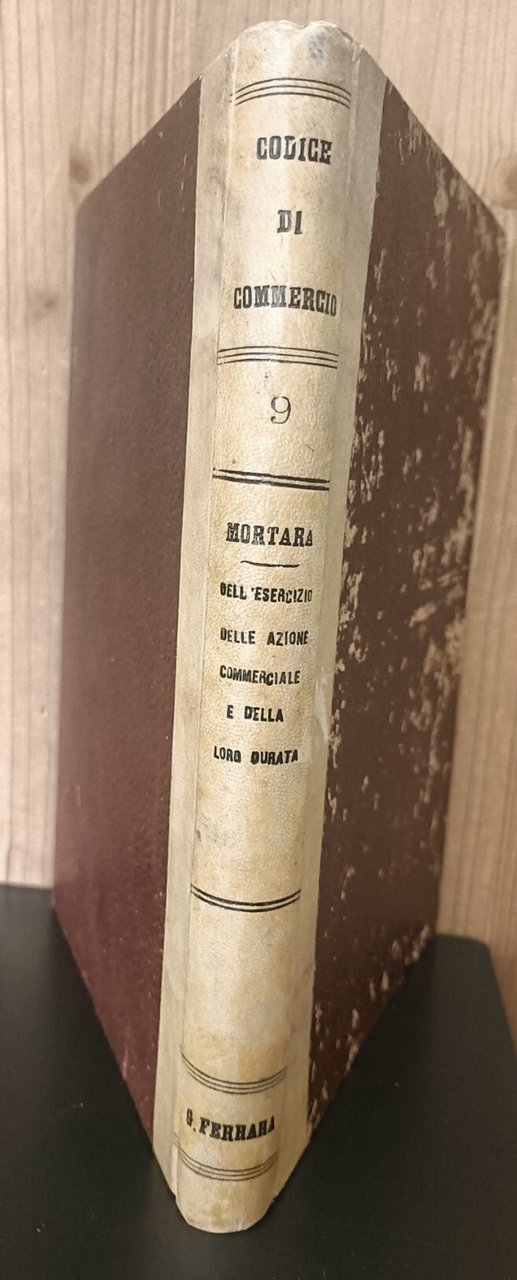 CODICE
DI
COMMERCIO
9
MORTARA
DELL'ESERCIZIO
DELLE AZIONE
COMMERCIALE
E DELLA
LORO DURATA
G. FERRARA